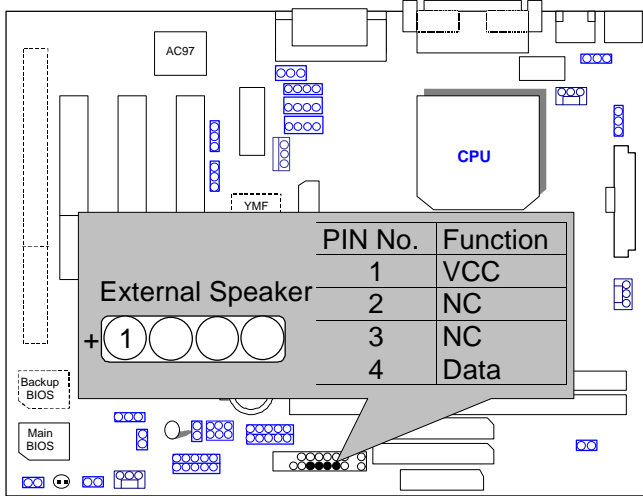 AC97
CPU
YMF
External Speaker
+ 1
PIN No. Function
1 VCC
2 NC
3 NC
4 Data
Backup
BIOS
Main
BIOS